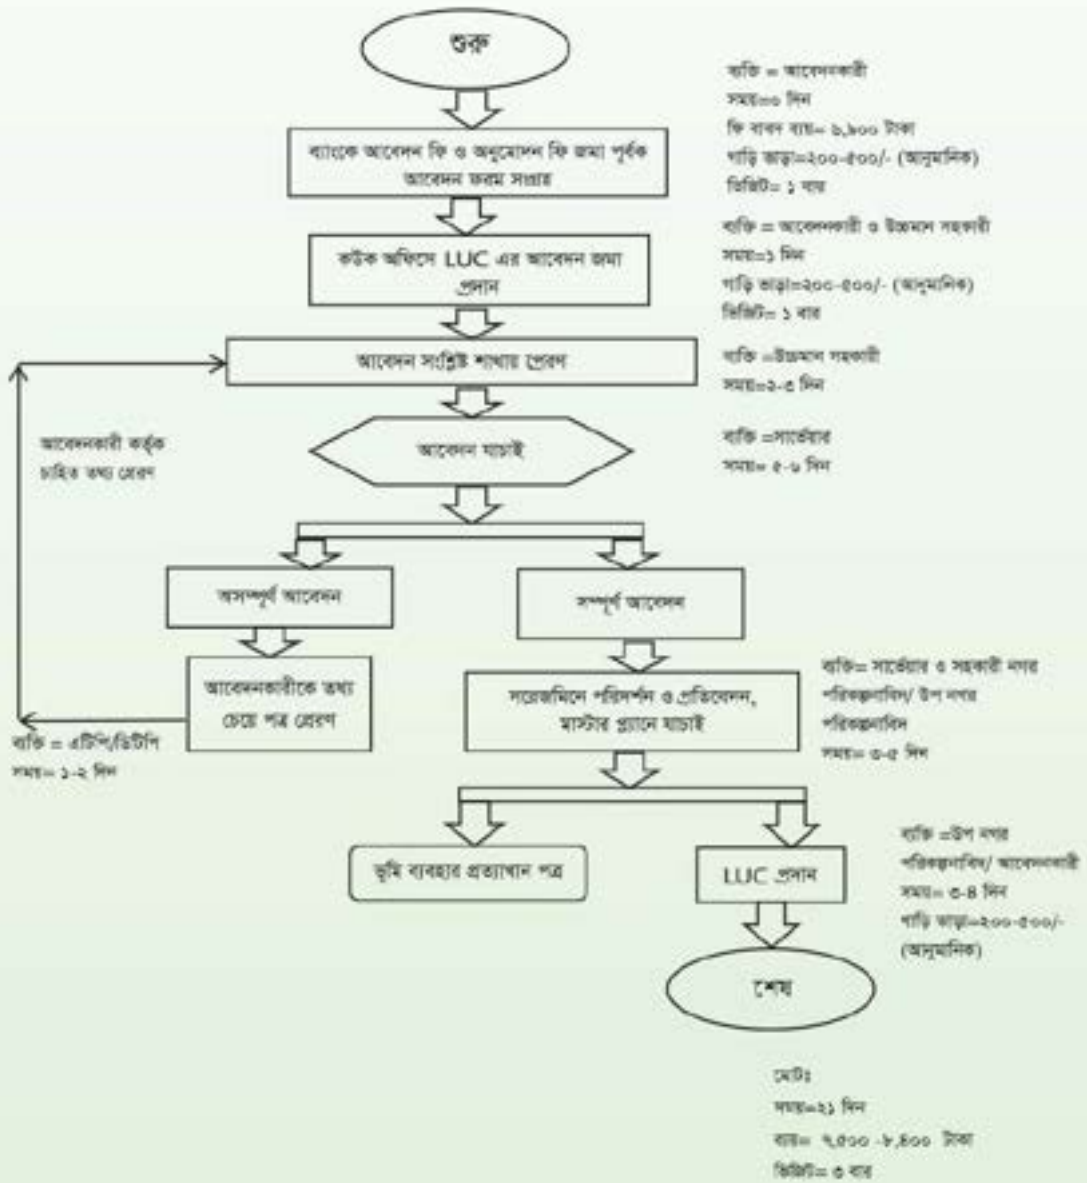 শুরু
ব্যক্তি = আবেদনকারী
সময়=০ দিন
ফি বাবদ ব্যয়= ৬,৯০০ টাকা
গাড়ি ভাড়া=২০০-৫০০/- (আনুমানিক)
ভিজিট= ১ বার
ব্যাংকে আবেদন ফি ও অনুমোদন ফি জমা পূর্বক
আবেদন ফরম সংগ্রহ
ব্যক্তি = আবেদনকারী ও উচ্চমান সহকারী
সময়=১ দিন
গাড়ি ভাড়া=২০০-৫০০/- (আনুমানিক)
ভিজিট= ১ বার
কউক অফিসে LUC এর আবেদন জমা
প্রদান
আবেদন সংশ্লিষ্ট শাখায় প্রেরণ
ব্যক্তি =উচ্চমান সহকারী
সময়=২-৩ দিন
আবেদনকারী কর্তৃক
চাহিত তথ্য প্রেরণ
আবেদন যাচাই
ব্যক্তি =সার্ভেয়ার
সময়= ৫-৬ দিন
অসম্পূর্ণ আবেদন
সম্পূর্ণ আবেদন
আবেদনকারীকে তথ্য
চেয়ে পত্র প্রেরণ
ব্যক্তি = এটিপি/ডিটিপি
সময়= ১-২ দিন
সরেজমিনে পরিদর্শন ও প্রতিবেদন,
মাস্টার প্ল্যানে যাচাই
ব্যক্তি= সার্ভেয়ার ও সহকারী নগর
পরিকল্পনাবিদ/ উপ নগর
পরিকল্পনাবিদ
সময়= ৩-৫ দিন
ভূমি ব্যবহার প্রত্যাখান পত্র
LUC প্রদান
ব্যক্তি =উপ নগর
পরিকল্পনাবিদ/ আবেদনকারী
সময়= ৩-৪ দিন
গাড়ি ভাড়া=২০০-৫০০/-
(আনুমানিক)
শেষ
মোটঃ
সময়=২১ দিন
ব্যয়= ৭,৫০০ -৮,৪০০ টাকা
ভিজিট= ৩ বার